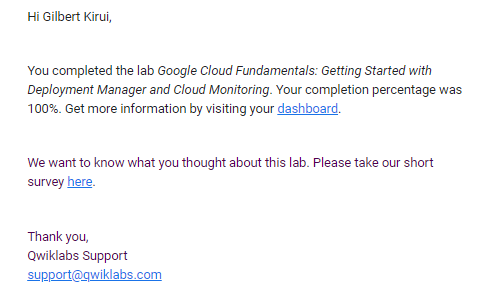 Hi Gilbert Kirui,
You completed the lab Google Cloud Fundamentals: Getting Started with
Deployment Manager and Cloud Monitoring. Your completion percentage was
100%. Get more information by visiting your dashboard.
We want to know what you thought about this lab. Please take our short
survey here.
Thank you,
Qwiklabs Support
support@qwiklabs.com